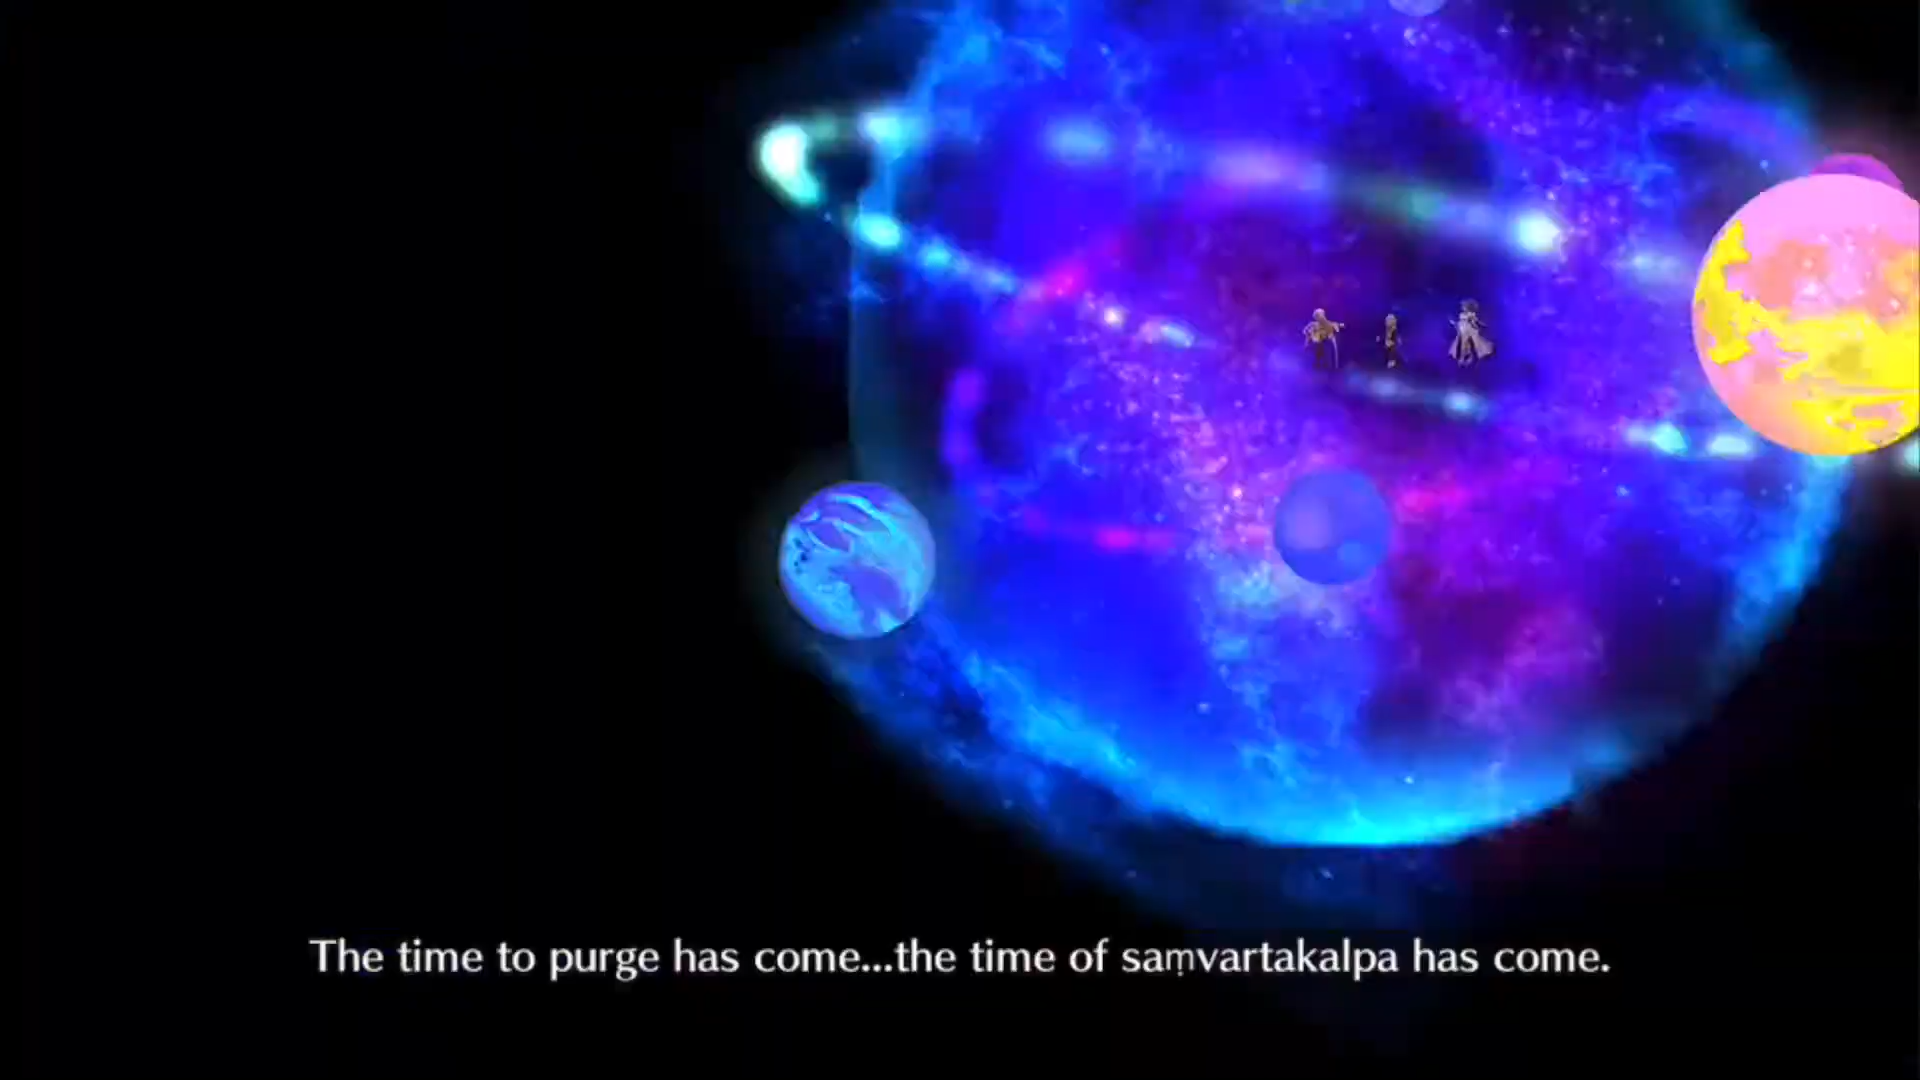 The time to purge has come...the time of saṃvartakalpa has come.